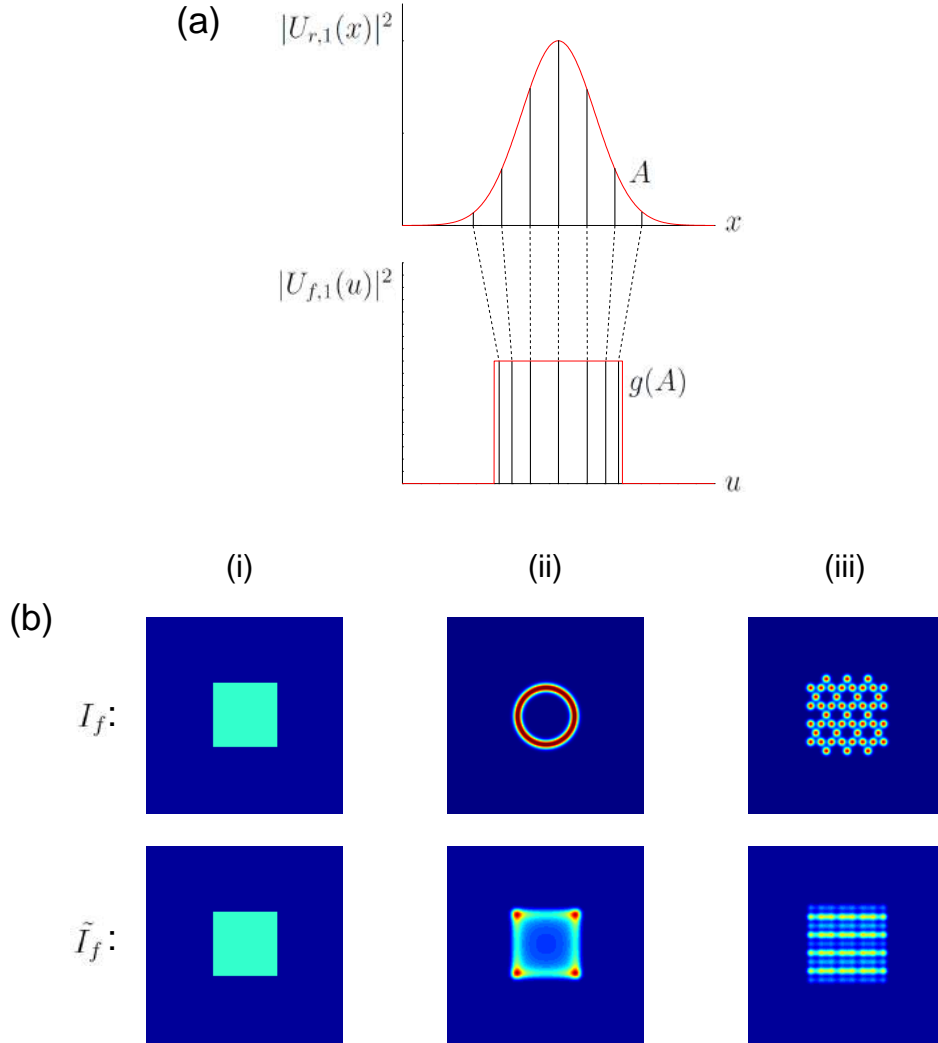 (a)
|U_{r,1}(x)|^2
A
x
|U_{f,1}(u)|^2
g(A)
u
(i) (ii) (iii)
(b)
I_f:
Ĩ_f: